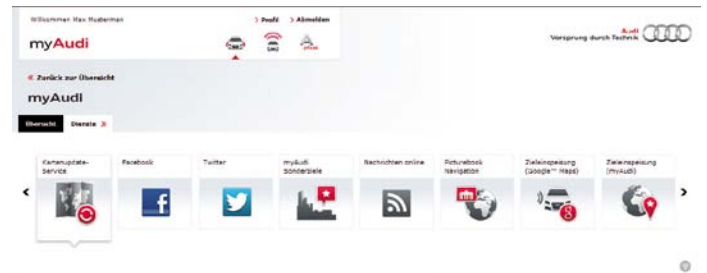 Willkommen Max Musterman
> Profil > Abmelden
myAudi
Audi
Vorsprung durch Technik
« Zurück zur Übersicht
myAudi
Übersicht Dienste »
Kartenupdate-
Service
Facebook
Twitter
myAudi
Sonderziele
Nachrichten online
Picturebook
Navigation
Zieleinspeisung
(Google™ Maps)
Zieleinspeisung
(myAudi)